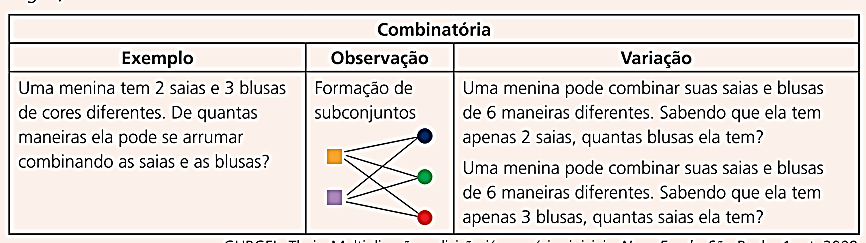 Combinatória
Exemplo
Observação
Variação
Uma menina tem 2 saias e 3 blusas
de cores diferentes. De quantas
maneiras ela pode se arrumar
combinando as saias e as blusas?
Formação de
subconjuntos
Uma menina pode combinar suas saias e blusas
de 6 maneiras diferentes. Sabendo que ela tem
apenas 2 saias, quantas blusas ela tem?
Uma menina pode combinar suas saias e blusas
de 6 maneiras diferentes. Sabendo que ela tem
apenas 3 blusas, quantas saias ela tem?